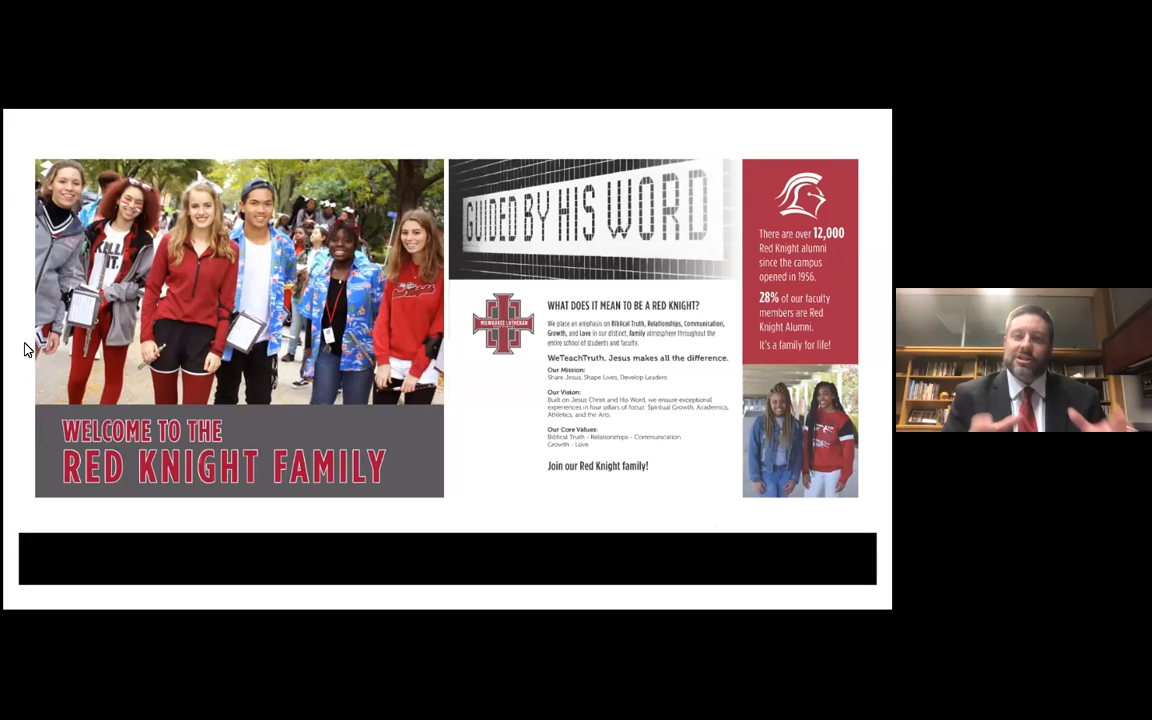 WELCOME TO THE
RED KNIGHT FAMILY
GUIDED BY HIS WORD
MILWAUKEE LUTHERAN
WHAT DOES IT MEAN TO BE A RED KNIGHT?
We place an emphasis on Biblical Truth, Relationships, Communication,
Growth, and Love in our distinct, family atmosphere throughout the
entire school of students and faculty.
WeTeachTruth. Jesus makes all the difference.
Our Mission:
Share Jesus, Shape Lives, Develop Leaders.
Our Vision:
Built on Jesus Christ and His Word, we ensure exceptional
experiences in four pillars of focus: Spiritual Growth, Academics,
Athletics, and the Arts.
Our Core Values:
Biblical Truth - Relationships - Communication
Growth - Love
Join our Red Knight family!
There are over 12,000
Red Knight alumni
since the campus
opened in 1956.
28% of our faculty
members are Red
Knight Alumni.
It's a family for life!